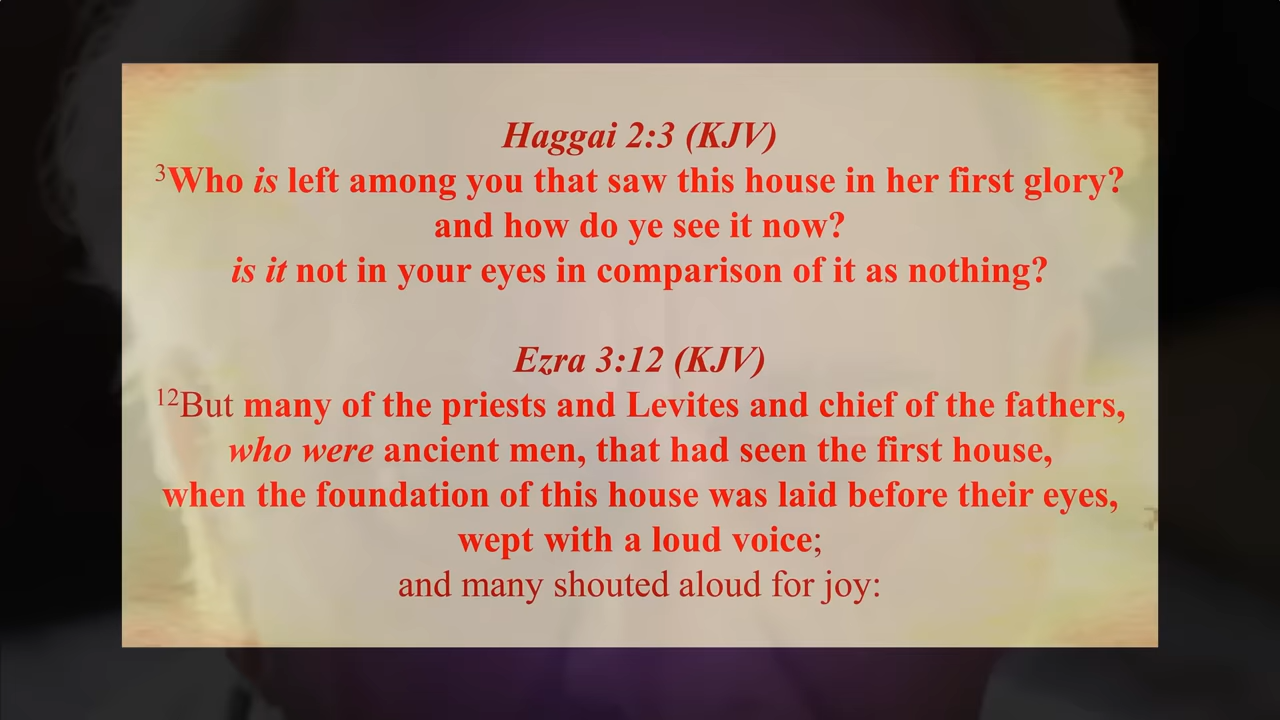 Haggai 2:3 (KJV)
³Who is left among you that saw this house in her first glory?
and how do ye see it now?
is it not in your eyes in comparison of it as nothing?
Ezra 3:12 (KJV)
¹²But many of the priests and Levites and chief of the fathers,
who were ancient men, that had seen the first house,
when the foundation of this house was laid before their eyes,
wept with a loud voice;
and many shouted aloud for joy: